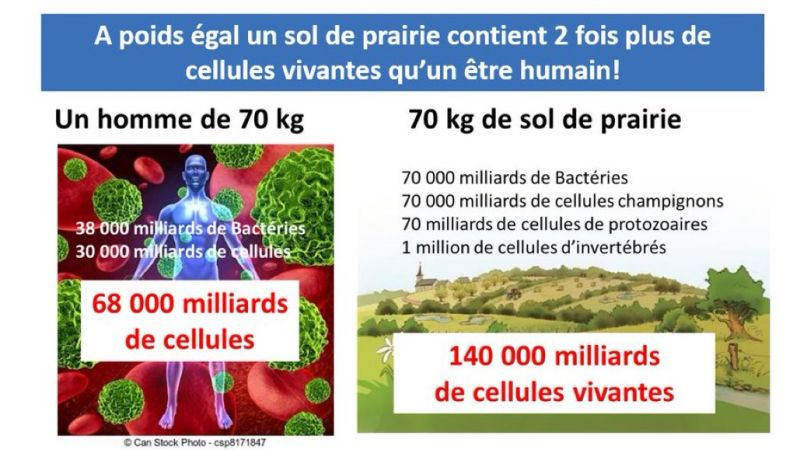 A poids égal un sol de prairie contient 2 fois plus de
cellules vivantes qu'un être humain!
Un homme de 70 kg
38 000 milliards de Bactéries
30 000 milliards de cellules
68 000 milliards
de cellules
© Can Stock Photo - csp8171847
70 kg de sol de prairie
70 000 milliards de Bactéries
70 000 milliards de cellules champignons
70 milliards de cellules de protozoaires
1 million de cellules d'invertébrés
140 000 milliards
de cellules vivantes